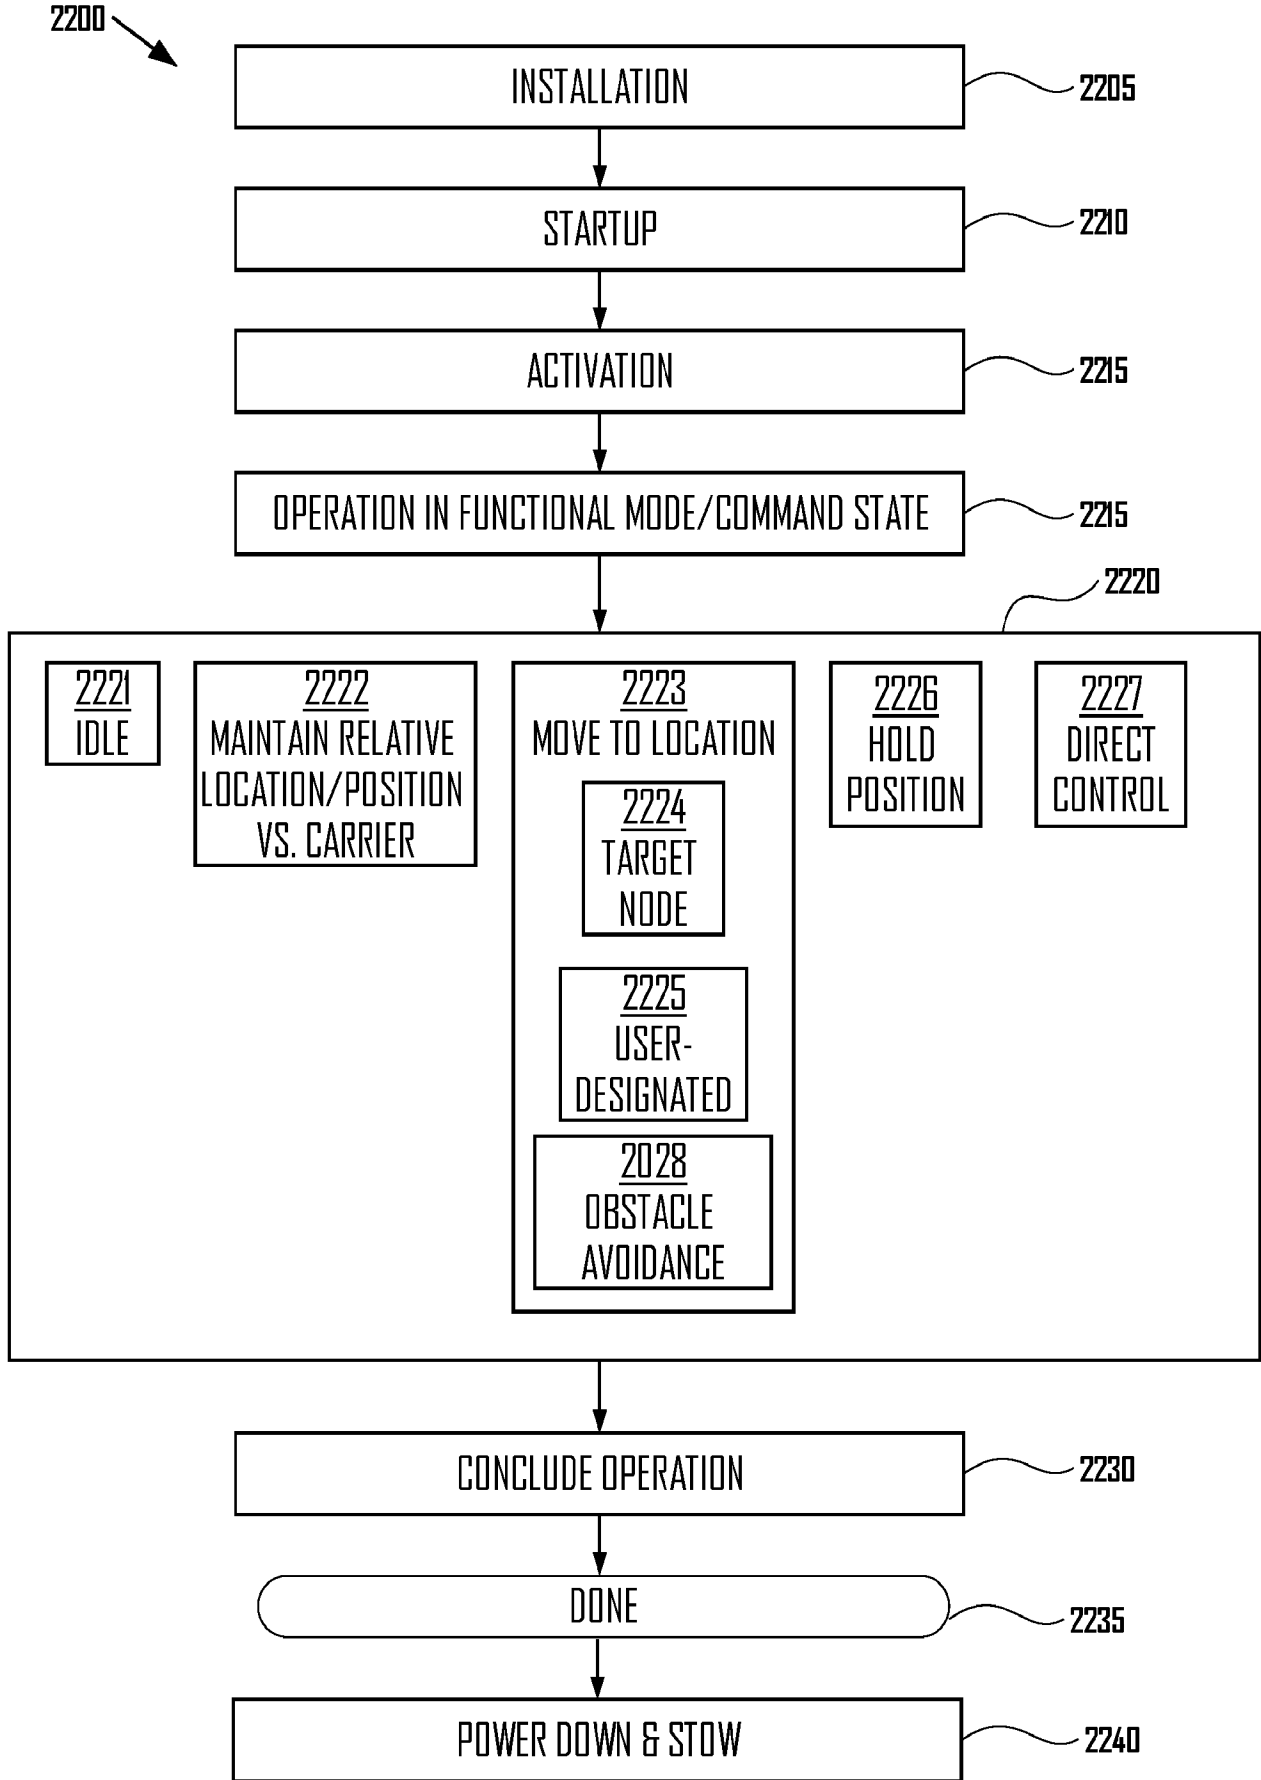 2200
INSTALLATION
2205
STARTUP
2210
ACTIVATION
2215
OPERATION IN FUNCTIONAL MODE/COMMAND STATE
2215
2220
2221
IDLE
2222
MAINTAIN RELATIVE
LOCATION/POSITION
VS. CARRIER
2223
MOVE TO LOCATION
2224
TARGET
NODE
2225
USER-
DESIGNATED
2028
OBSTACLE
AVOIDANCE
2226
HOLD
POSITION
2227
DIRECT
CONTROL
CONCLUDE OPERATION
2230
DONE
2235
POWER DOWN & STOW
2240